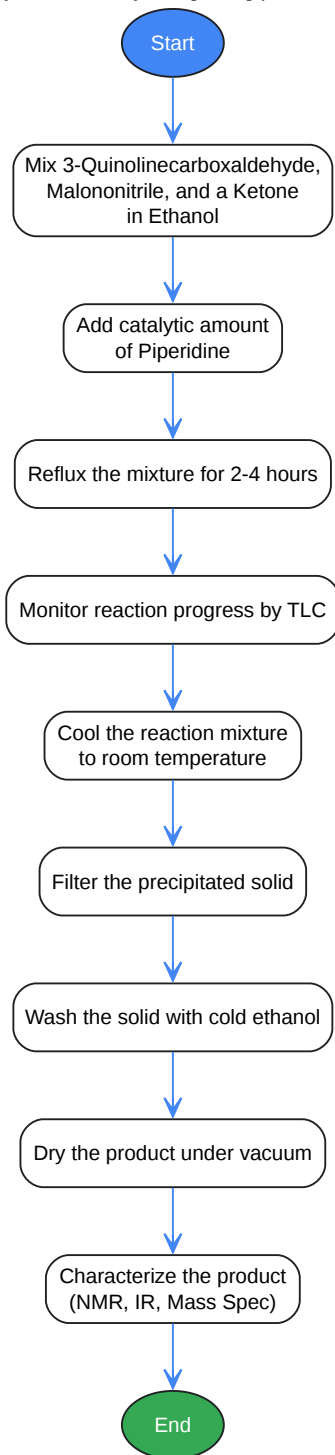 Start
Mix 3-Quinolinecarboxaldehyde,
Malononitrile, and a Ketone
in Ethanol
Add catalytic amount
of Piperidine
Reflux the mixture for 2-4 hours
Monitor reaction progress by TLC
Cool the reaction mixture
to room temperature
Filter the precipitated solid
Wash the solid with cold ethanol
Dry the product under vacuum
Characterize the product
(NMR, IR, Mass Spec)
End